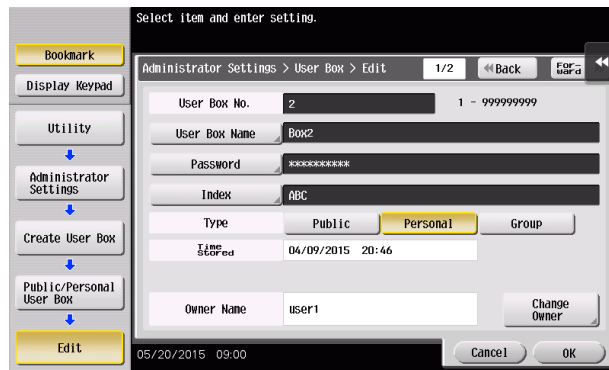 Select item and enter setting.
Bookmark
Display Keypad
Utility
Administrator
Settings
Create User Box
Public/Personal
User Box
Edit
Administrator Settings > User Box > Edit
1/2
Back
For-
ward
User Box No.
2
1 - 999999999
User Box Name
Box2
Password
**********
Index
ABC
Type
Public
Personal
Group
Time
Stored
04/09/2015 20:46
Owner Name
user1
Change
Owner
05/20/2015 09:00
Cancel
OK